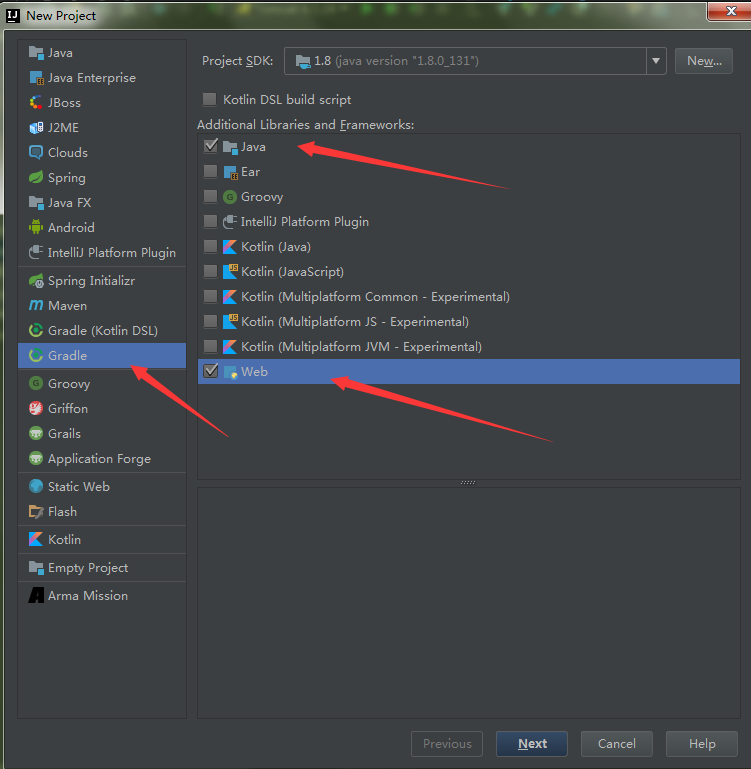 New Project
Java
Java Enterprise
JBoss
J2ME
Clouds
Spring
Java FX
Android
IntelliJ Platform Plugin
Spring Initializr
Maven
Gradle (Kotlin DSL)
Gradle
Groovy
Griffon
Grails
Application Forge
Static Web
Flash
Kotlin
Empty Project
Arma Mission
Project SDK: 1.8 (java version "1.8.0_131") New...
Kotlin DSL build script
Additional Libraries and Frameworks:
Java
Ear
Groovy
IntelliJ Platform Plugin
Kotlin (Java)
Kotlin (JavaScript)
Kotlin (Multiplatform Common - Experimental)
Kotlin (Multiplatform JS - Experimental)
Kotlin (Multiplatform JVM - Experimental)
Web
Previous Next Cancel Help